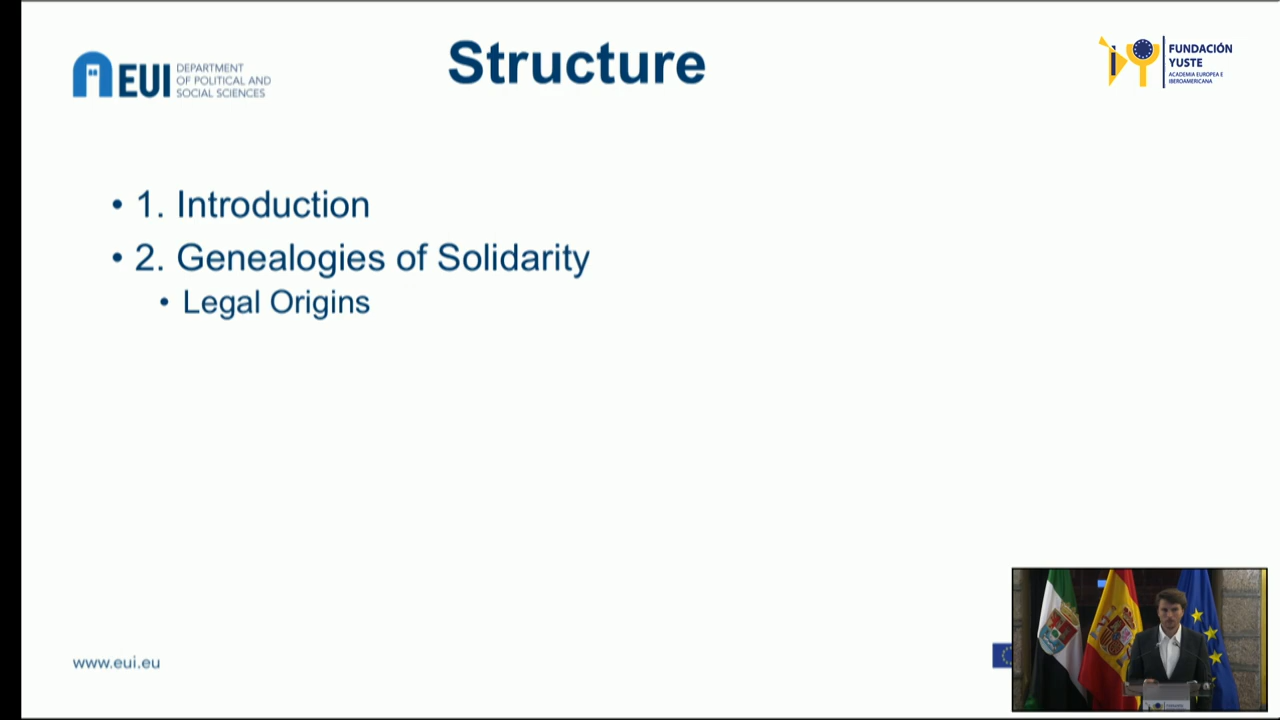 Structure
EUI
DEPARTMENT
OF POLITICAL AND
SOCIAL SCIENCES
FUNDACIÓN
YUSTE
ACADEMIA EUROPEA E
IBEROAMERICANA
• 1. Introduction
• 2. Genealogies of Solidarity
• Legal Origins
www.eui.eu